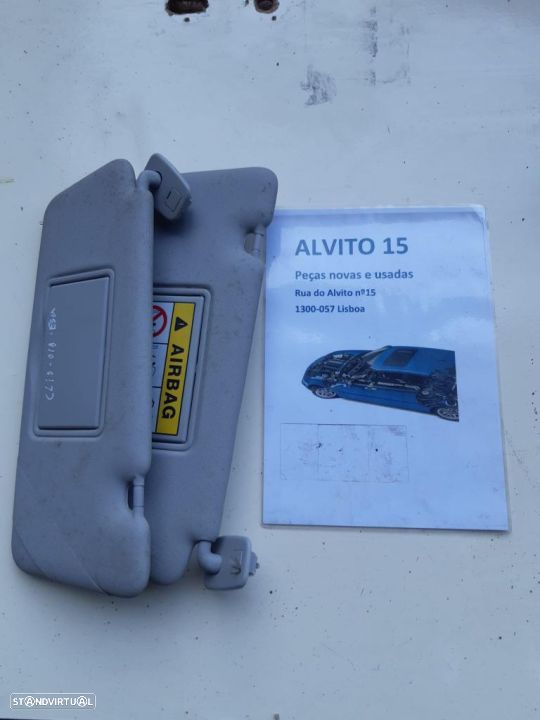 ALVITO 15
Peças novas e usadas
Rua do Alvito nº15
1300-057 Lisboa
AIRBAG
STANDVIRTUAL